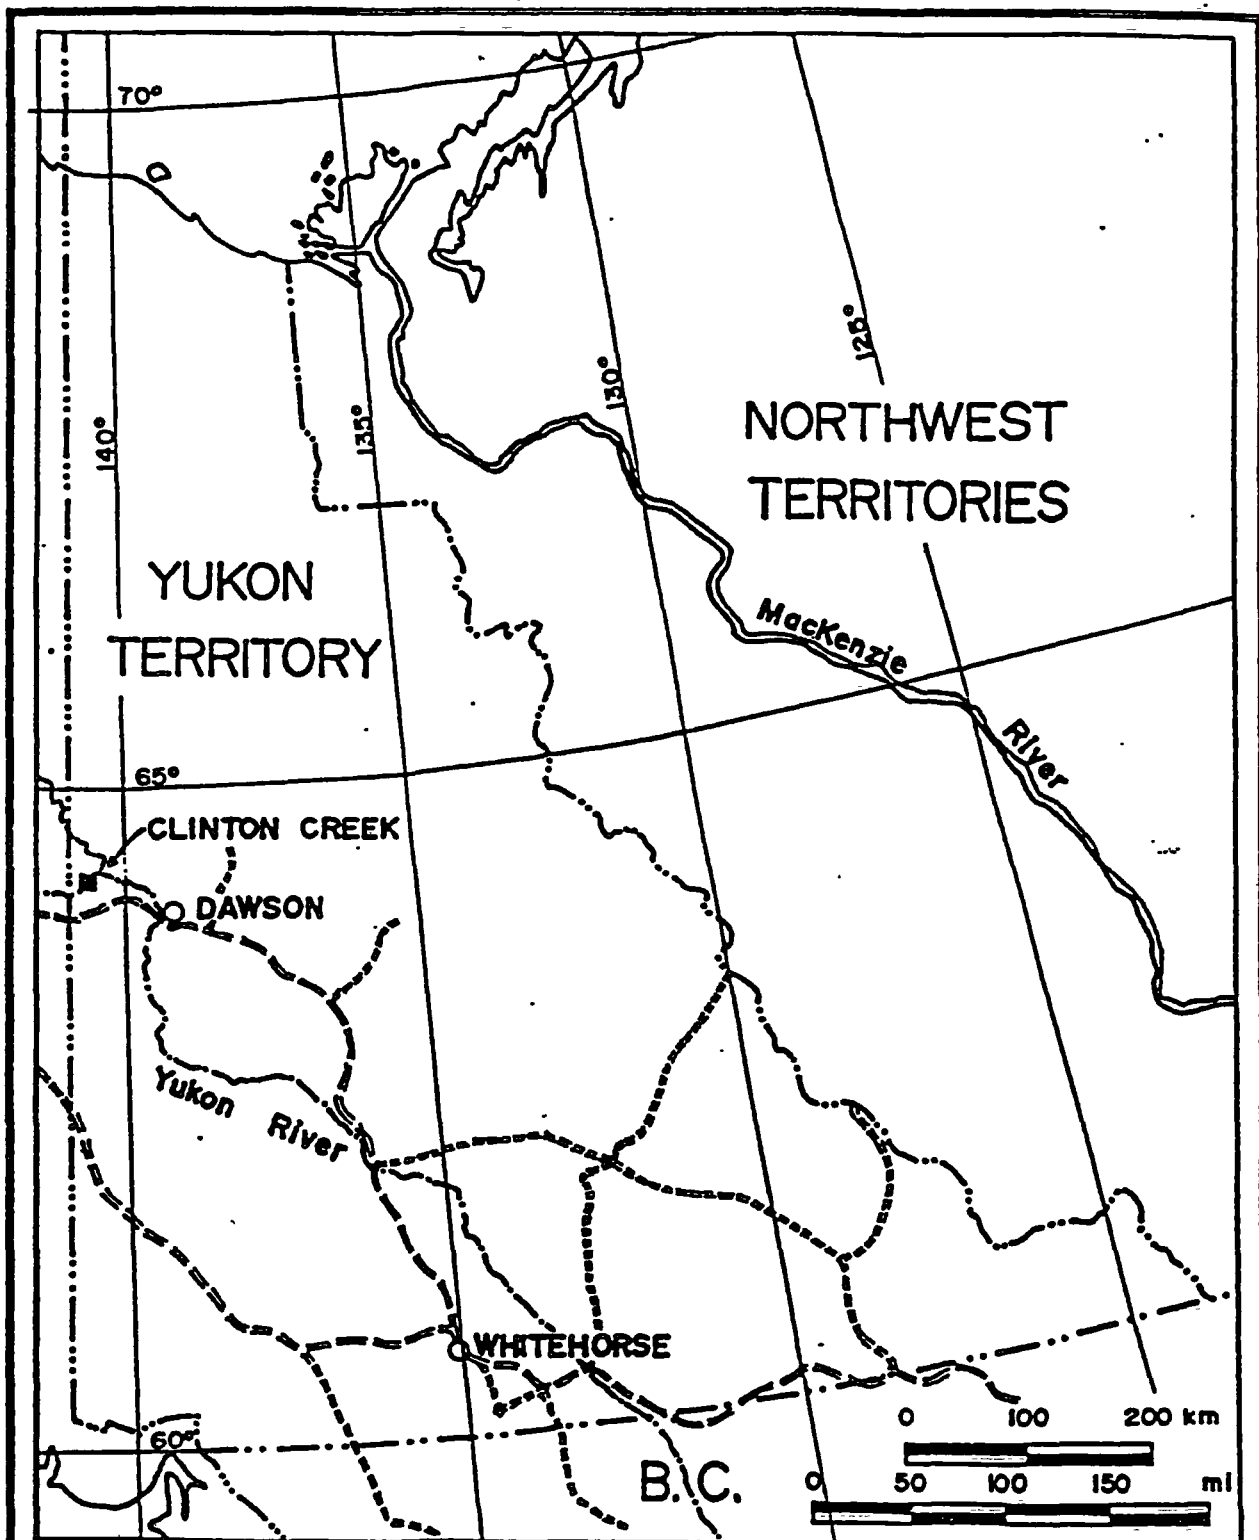 70°
125°
130°
135°
140°
NORTHWEST
TERRITORIES
YUKON
TERRITORY
MacKenzie
River
65°
CLINTON CREEK
DAWSON
Yukon River
WHITEHORSE
60°
B.C.
0 100 200 km
0 50 100 150 mi